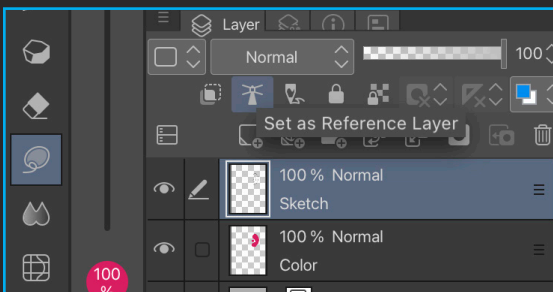 Layer
Normal
100
Set as Reference Layer
100 % Normal
Sketch
100 % Normal
Color
100
%